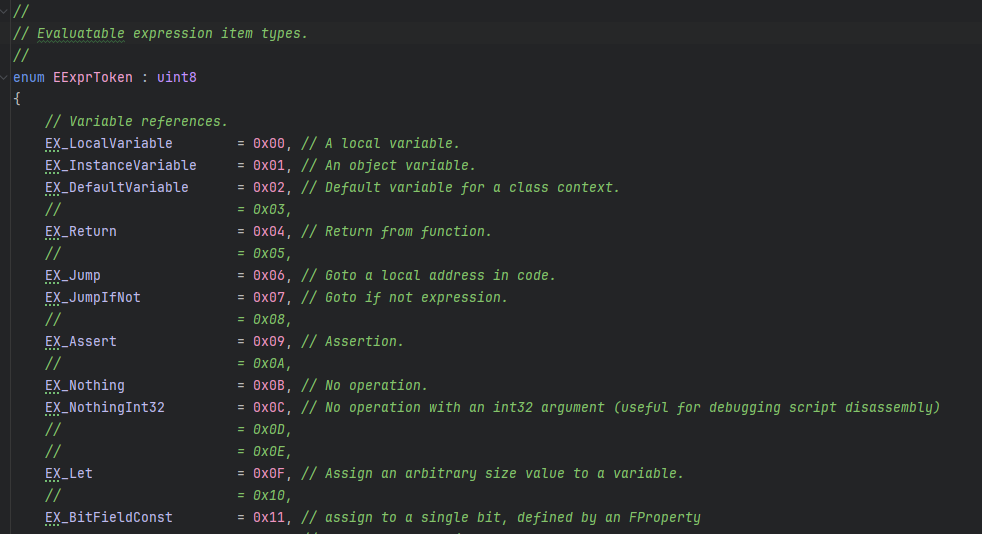 //
// Evaluatable expression item types.
//
enum EExprToken : uint8
{
    // Variable references.
    EX_LocalVariable        = 0x00, // A local variable.
    EX_InstanceVariable     = 0x01, // An object variable.
    EX_DefaultVariable      = 0x02, // Default variable for a class context.
    //                      = 0x03,
    EX_Return               = 0x04, // Return from function.
    //                      = 0x05,
    EX_Jump                 = 0x06, // Goto a local address in code.
    EX_JumpIfNot            = 0x07, // Goto if not expression.
    //                      = 0x08,
    EX_Assert               = 0x09, // Assertion.
    //                      = 0x0A,
    EX_Nothing              = 0x0B, // No operation.
    EX_NothingInt32         = 0x0C, // No operation with an int32 argument (useful for debugging script disassembly)
    //                      = 0x0D,
    //                      = 0x0E,
    EX_Let                  = 0x0F, // Assign an arbitrary size value to a variable.
    //                      = 0x10,
    EX_BitFieldConst        = 0x11, // assign to a single bit, defined by an FProperty